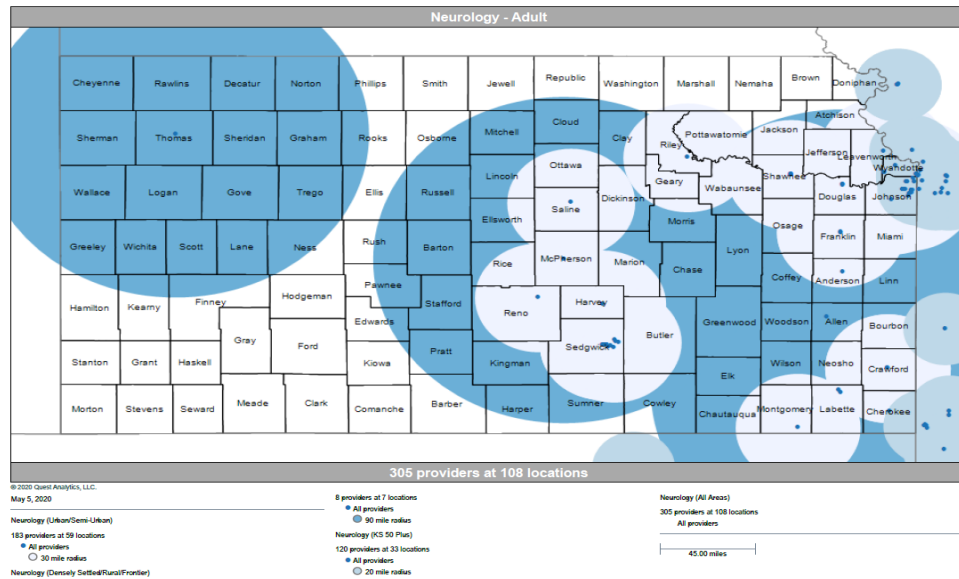 Neurology - Adult
Cheyenne Rawlins Decatur Norton Phillips Smith Jewell Republic Washington Marshall Nemaha Brown Doniphan
Atchison
Sherman Thomas Sheridan Graham Rooks Osborne Mitchell Cloud Clay Riley Pottawatomie Jackson Jefferson Leavenworth
Wyandotte
Ottawa
Lincoln Geary Wabaunsee Shawnee Douglas Johnson
Wallace Logan Gove Trego Ellis Russell Saline Dickinson
Ellsworth Morris Osage Franklin Miami
Greeley Wichita Scott Lane Ness Rush Barton Rice McPherson Marion Chase Lyon Coffey Anderson Linn
Pawnee
Hamilton Kearny Finney Hodgeman Stafford Reno Harvey
Edwards Butler Greenwood Woodson Allen Bourbon
Gray Ford
Stanton Grant Haskell Kiowa Pratt Kingman Sedgwick Elk Wilson Neosho Crawford
Morton Stevens Seward Meade Clark Comanche Barber Harper Sumner Cowley Chautauqua Montgomery Labette Cherokee
305 providers at 108 locations
© 2020 Quest Analytics, LLC.
May 5, 2020
Neurology (Urban/Semi-Urban)
183 providers at 59 locations
All providers
30 mile radius
Neurology (Densely Settled/Rural/Frontier)
8 providers at 7 locations
All providers
90 mile radius
Neurology (KS 50 Plus)
120 providers at 33 locations
All providers
20 mile radius
Neurology (All Areas)
305 providers at 108 locations
All providers
45.00 miles